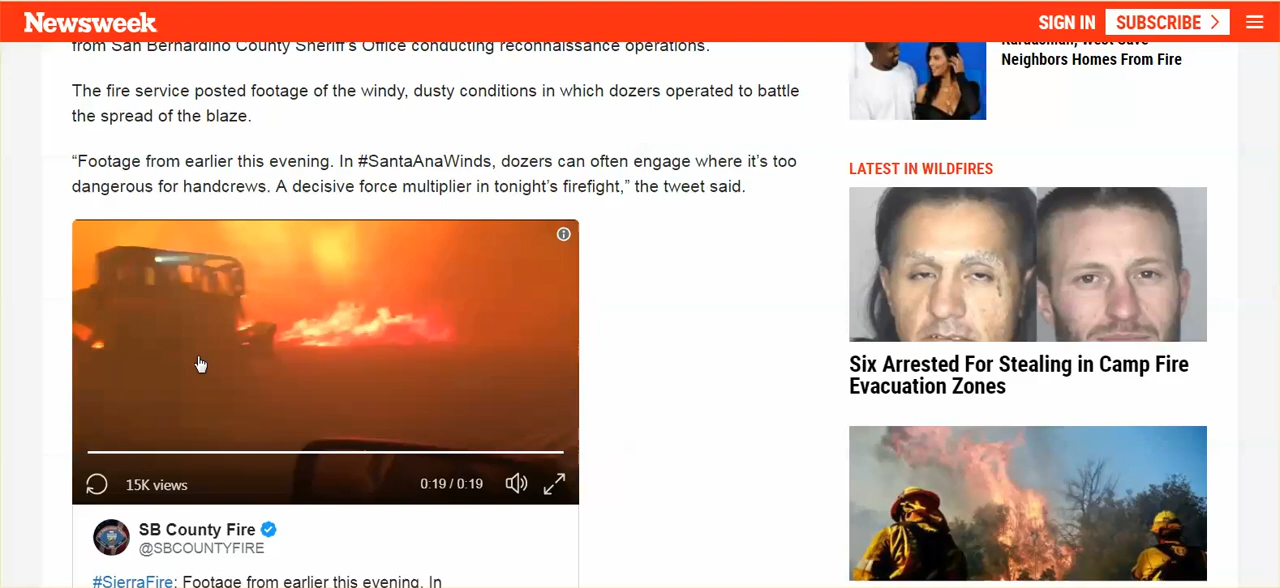 Newsweek
SIGN IN
SUBSCRIBE
from San Bernardino County Sheriff's Office conducting reconnaissance operations.
The fire service posted footage of the windy, dusty conditions in which dozers operated to battle
the spread of the blaze.
“Footage from earlier this evening. In #SantaAnaWinds, dozers can often engage where it’s too
dangerous for handcrews. A decisive force multiplier in tonight’s firefight,” the tweet said.
15K views
0:19 / 0:19
SB County Fire
@SBCOUNTYFIRE
#SierraFire: Footage from earlier this evening. In
Kardashian, West Save
Neighbors Homes From Fire
LATEST IN WILDFIRES
Six Arrested For Stealing in Camp Fire
Evacuation Zones